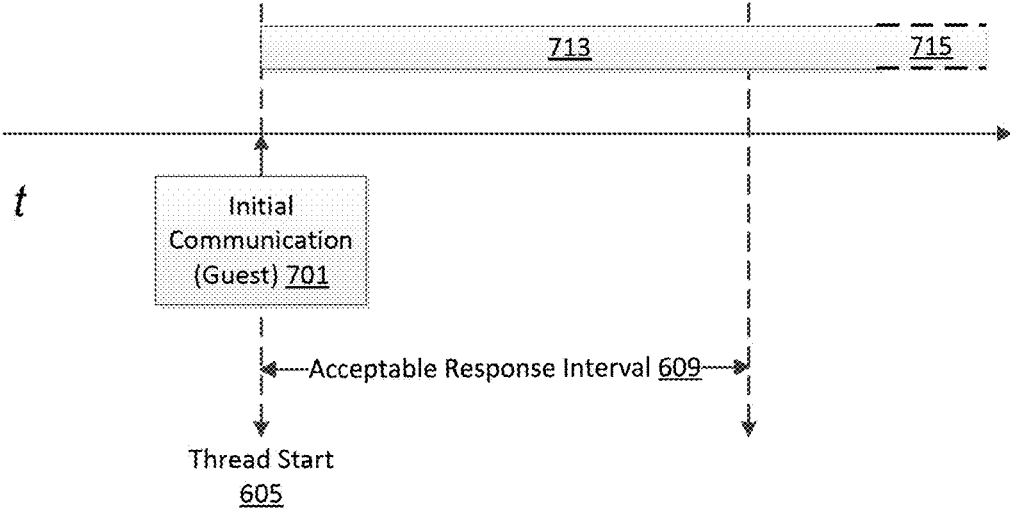 713
715
t
Initial
Communication
(Guest) 701
Acceptable Response Interval 609
Thread Start
605